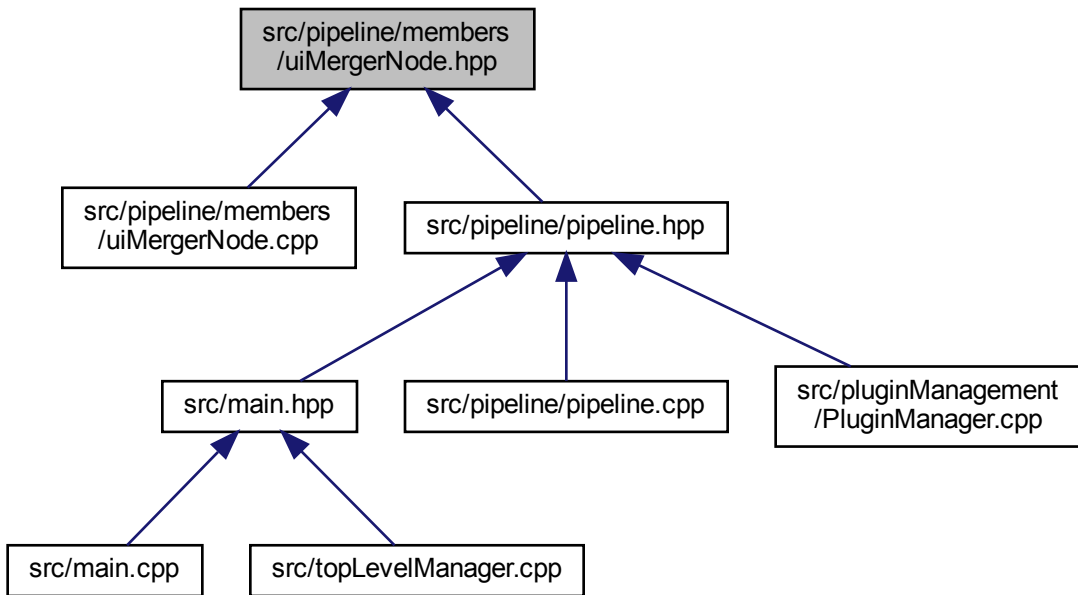 src/pipeline/members
/uiMergerNode.hpp
src/pipeline/members
/uiMergerNode.cpp
src/pipeline/pipeline.hpp
src/main.hpp
src/pipeline/pipeline.cpp
src/pluginManagement
/PluginManager.cpp
src/main.cpp
src/topLevelManager.cpp